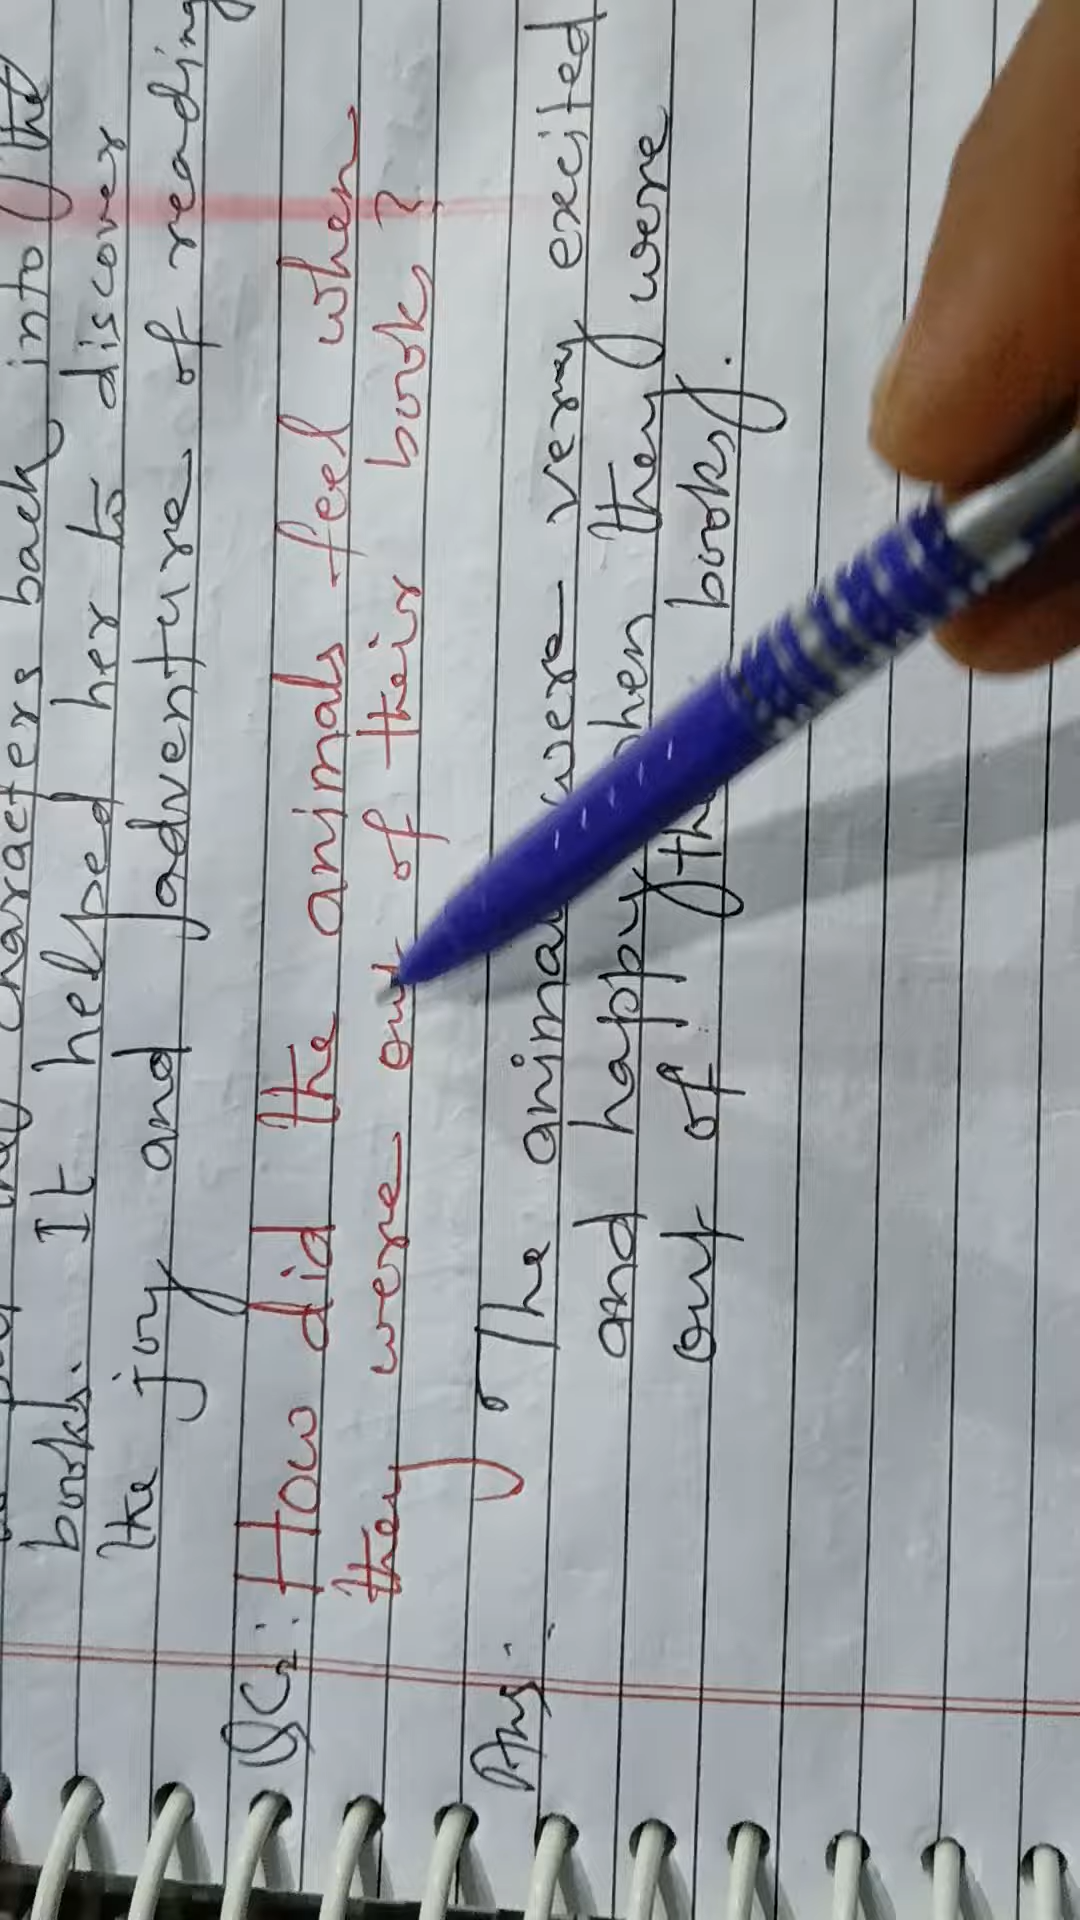 characters back into the
books. It helped her to discover
the joy and adventure of reading
Q2: How did the animals feel when
they were out of their book?
Ans: The animals were very excited
and happy when they were
out of the books.